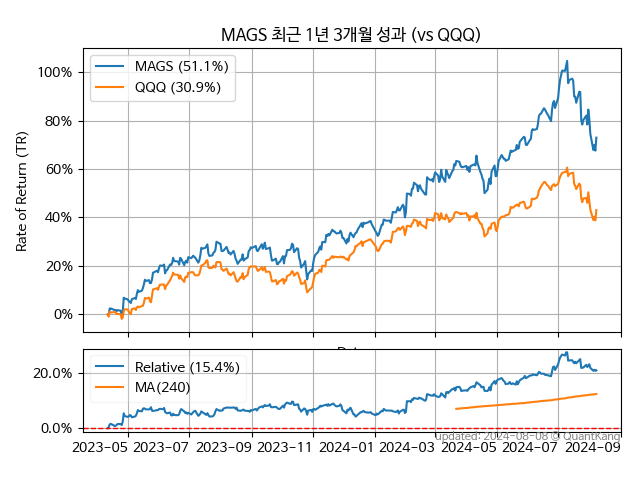 MAGS 최근 1년 3개월 성과 (vs QQQ)
MAGS (51.1%)
QQQ (30.9%)
Rate of Return (TR)
100%
80%
60%
40%
20%
0%
Relative (15.4%)
MA(240)
20.0%
0.0%
2023-05 2023-07 2023-09 2023-11 2024-01 2024-03 2024-05 2024-07 2024-09
updated: 2024-08-08 @ QuantKang